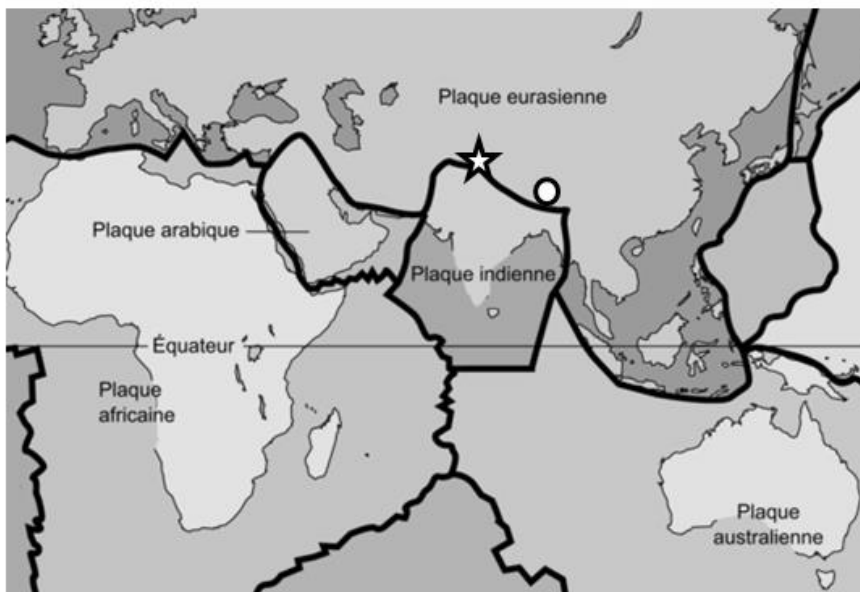 Plaque eurasienne
Plaque arabique
Plaque indienne
Équateur
Plaque
africaine
Plaque
australienne